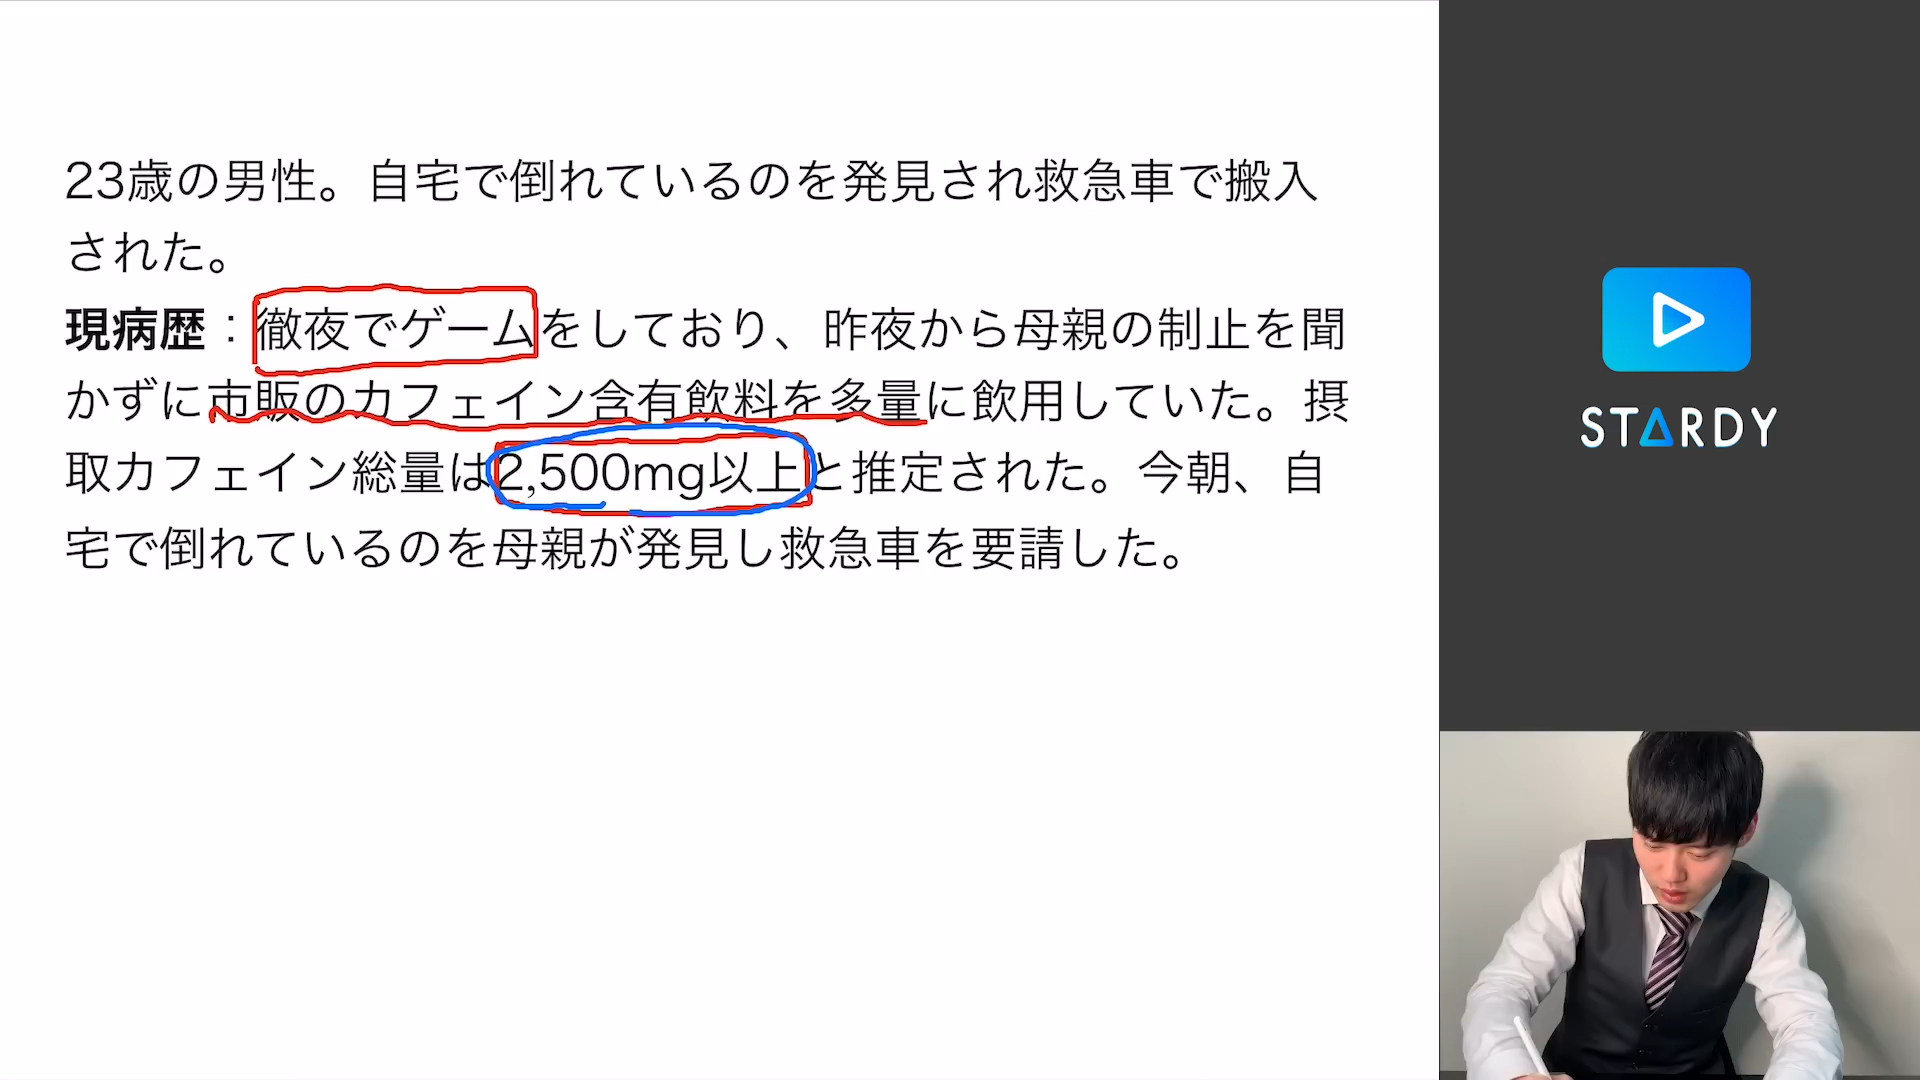 23歳の男性。自宅で倒れているのを発見され救急車で搬入
された。
現病歴：徹夜でゲームをしており、昨夜から母親の制止を聞
かずに市販のカフェイン含有飲料を多量に飲用していた。摂
取カフェイン総量は2,500mg以上と推定された。今朝、自
宅で倒れているのを母親が発見し救急車を要請した。
STARDY